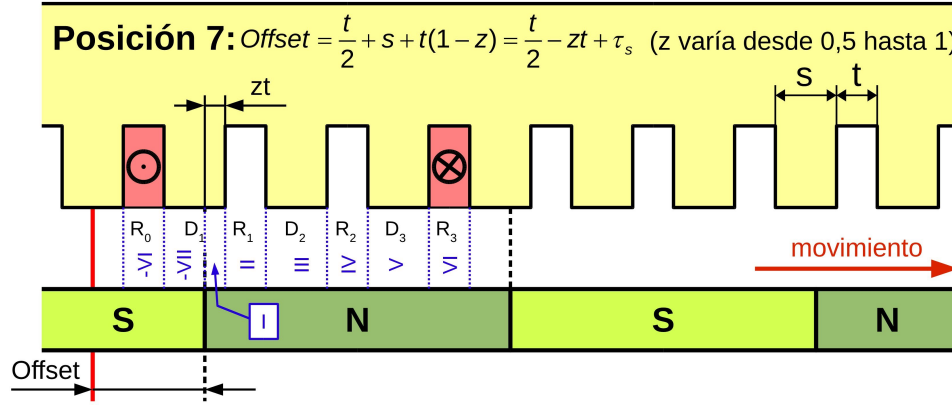 Posición 7: Offset = t/2 + s + t(1 − z) = t/2 − zt + τₛ (z varía desde 0,5 hasta 1)
zt
s
t
R₀ D₁ R₁ D₂ R₂ D₃ R₃
-VI -VII II III IV V VI
movimiento
S N S N
I
Offset